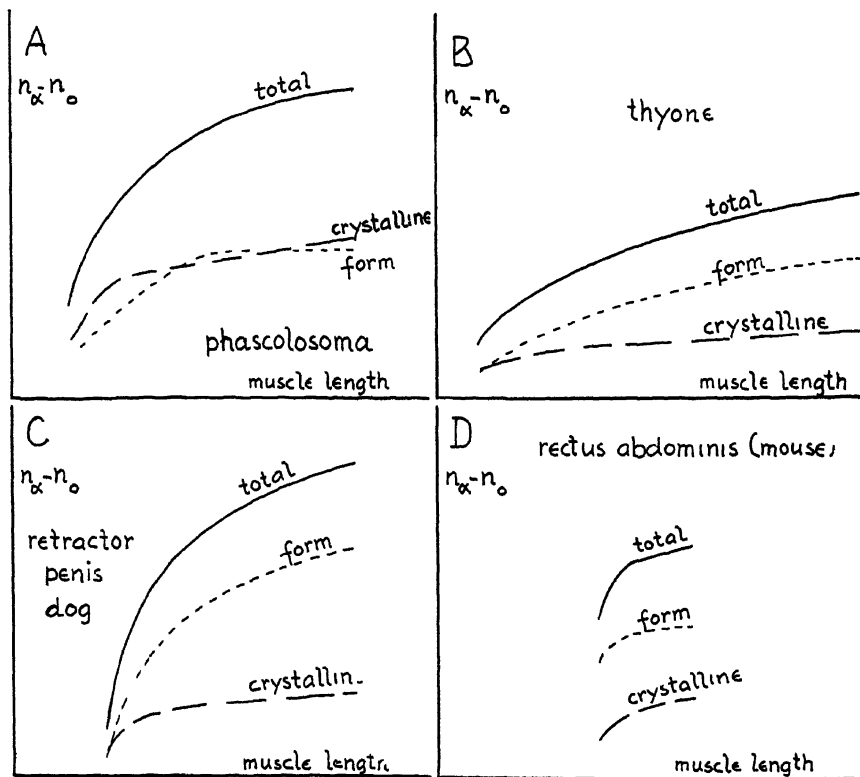 A
nα-no
total
crystalline
form
phascolosoma
muscle length
B
nα-no
thyone
total
form
crystalline
muscle length
C
nα-no
retractor
penis
dog
total
form
crystallin
muscle lengtr
D
rectus abdominis (mouse,
nα-no
total
form
crystalline
muscle length